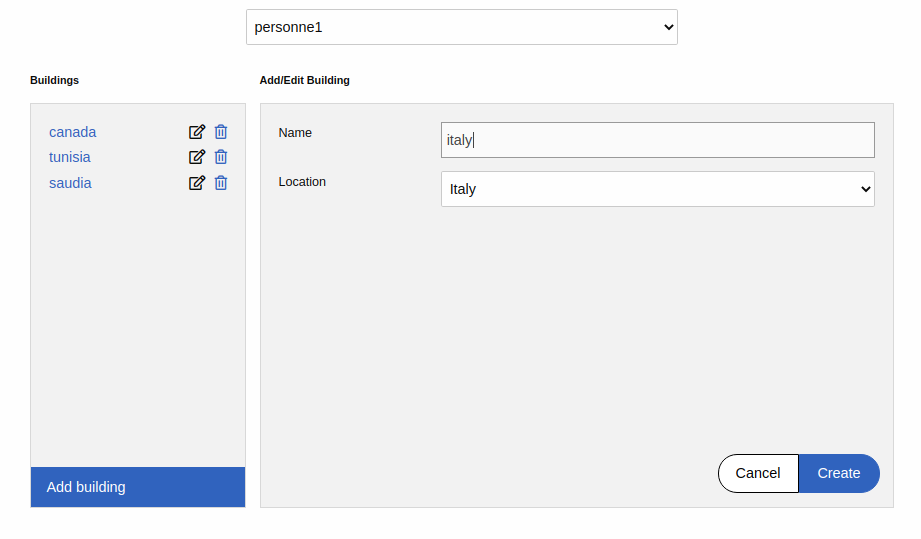 personne1
Buildings
Add/Edit Building
canada
tunisia
saudia
Add building
Name
italy
Location
Italy
Cancel
Create